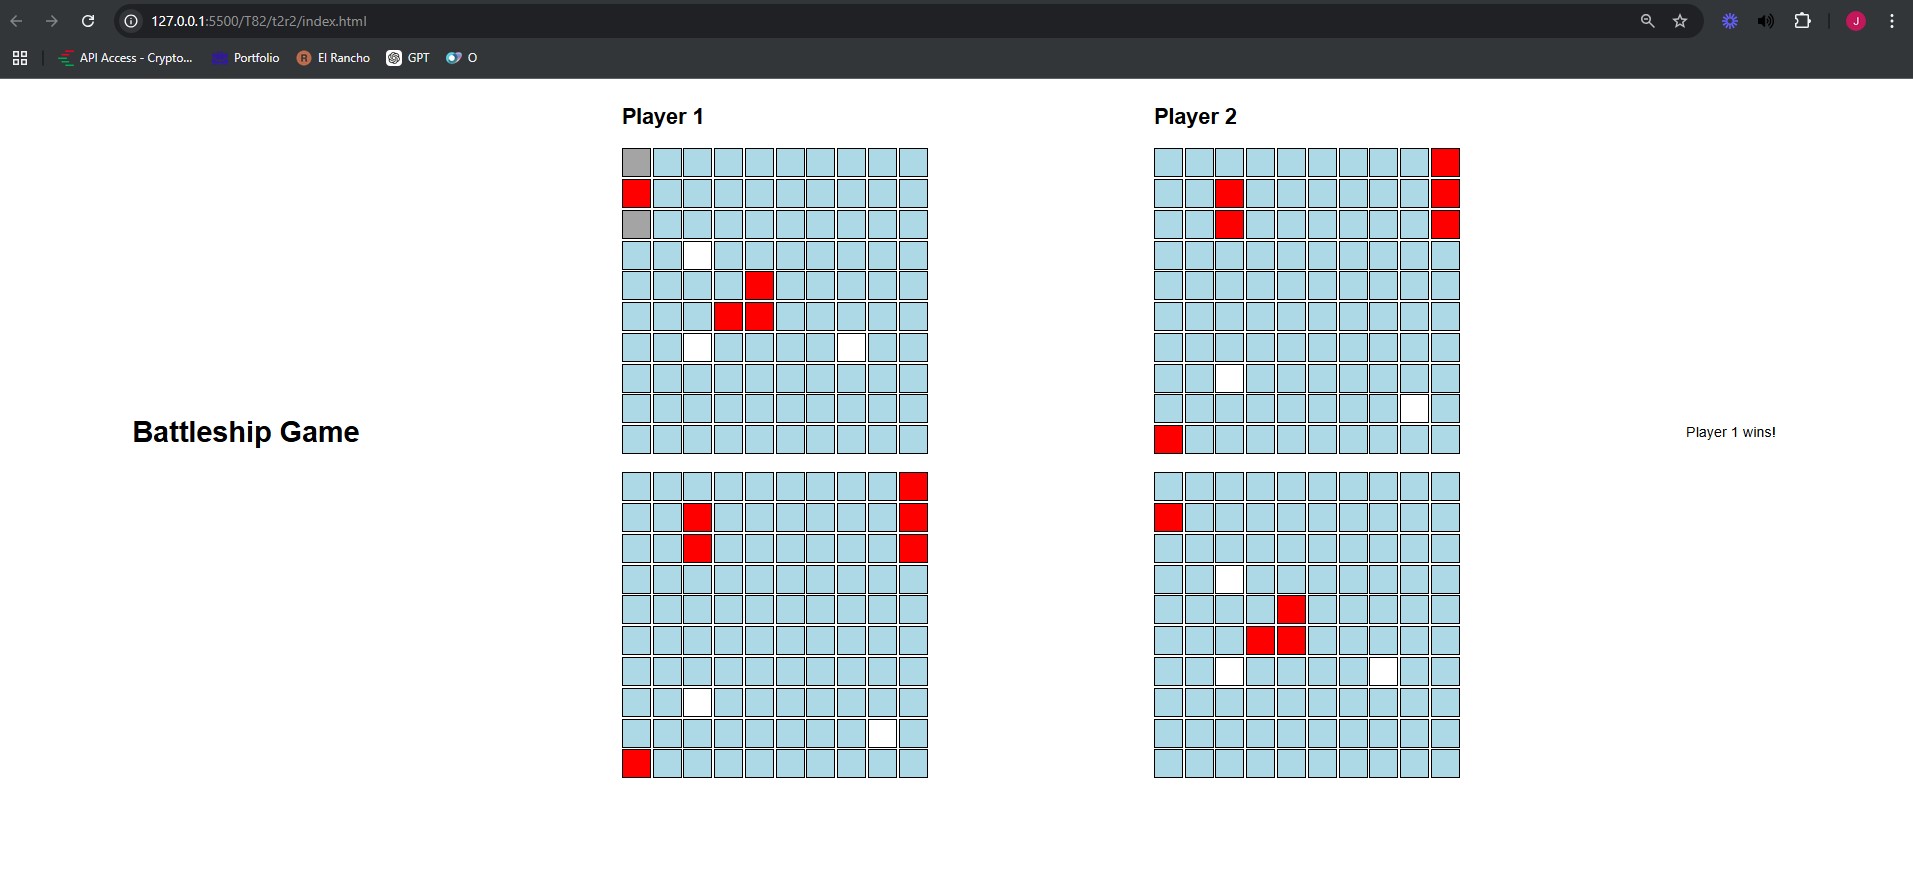 127.0.0.1:5500/T82/t2r2/index.html
J
API Access - Crypto...
Portfolio
R
El Rancho
GPT
O
Player 1
Player 2
Battleship Game
Player 1 wins!